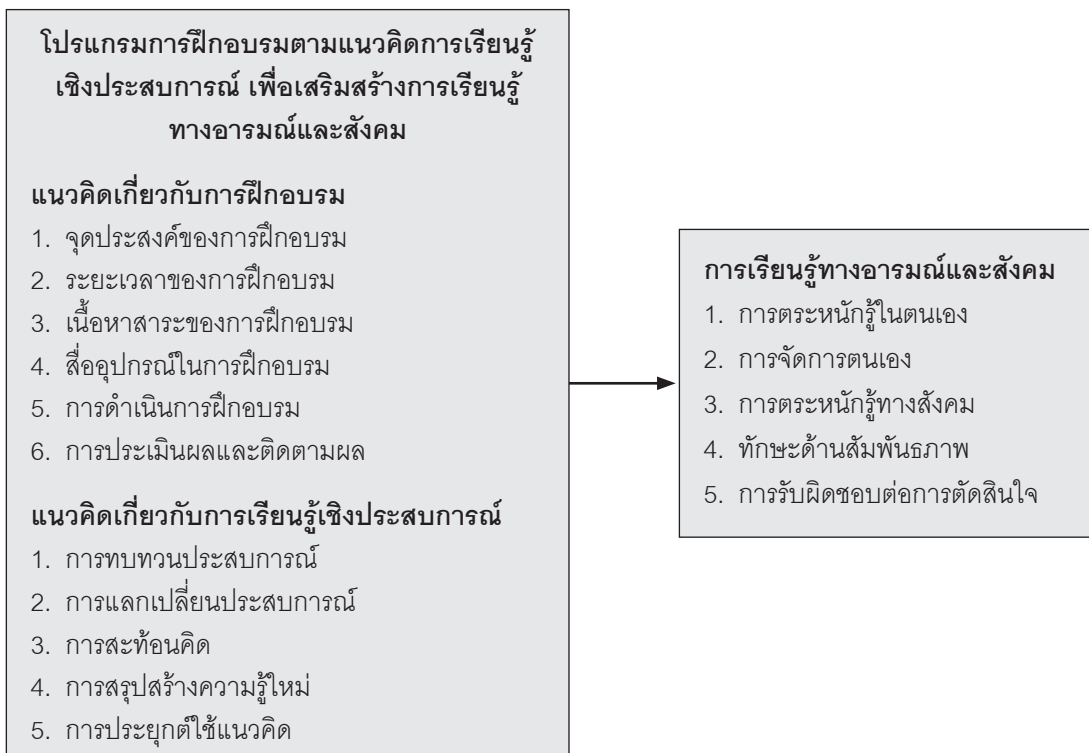 โปรแกรมการฝึกอบรมตามแนวคิดการเรียนรู้
เชิงประสบการณ์ เพื่อเสริมสร้างการเรียนรู้
ทางอารมณ์และสังคม
แนวคิดเกี่ยวกับการฝึกอบรม
1. จุดประสงค์ของการฝึกอบรม
2. ระยะเวลาของการฝึกอบรม
3. เนื้อหาสาระของการฝึกอบรม
4. สื่ออุปกรณ์ในการฝึกอบรม
5. การดำเนินการฝึกอบรม
6. การประเมินผลและติดตามผล
แนวคิดเกี่ยวกับการเรียนรู้เชิงประสบการณ์
1. การทบทวนประสบการณ์
2. การแลกเปลี่ยนประสบการณ์
3. การสะท้อนคิด
4. การสรุปสร้างความรู้ใหม่
5. การประยุกต์ใช้แนวคิด
การเรียนรู้ทางอารมณ์และสังคม
1. การตระหนักรู้ในตนเอง
2. การจัดการตนเอง
3. การตระหนักรู้ทางสังคม
4. ทักษะด้านสัมพันธภาพ
5. การรับผิดชอบต่อการตัดสินใจ